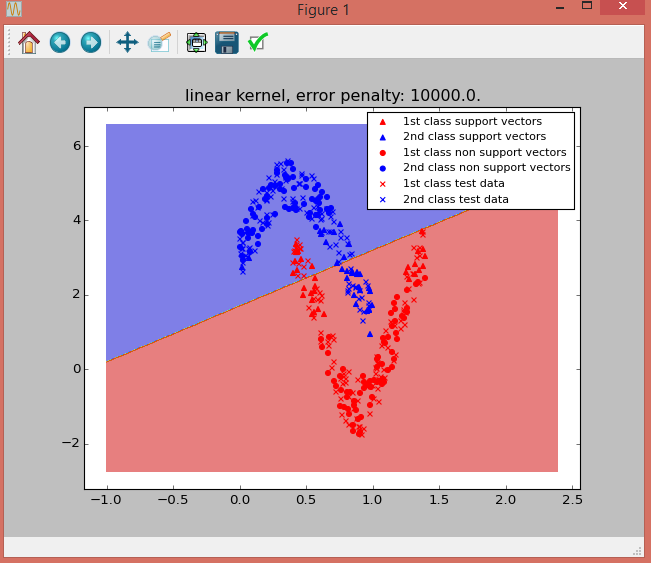 Figure 1
linear kernel, error penalty: 10000.0.
1st class support vectors
2nd class support vectors
1st class non support vectors
2nd class non support vectors
1st class test data
2nd class test data
6
4
2
0
−2
−1.0
−0.5
0.0
0.5
1.0
1.5
2.0
2.5